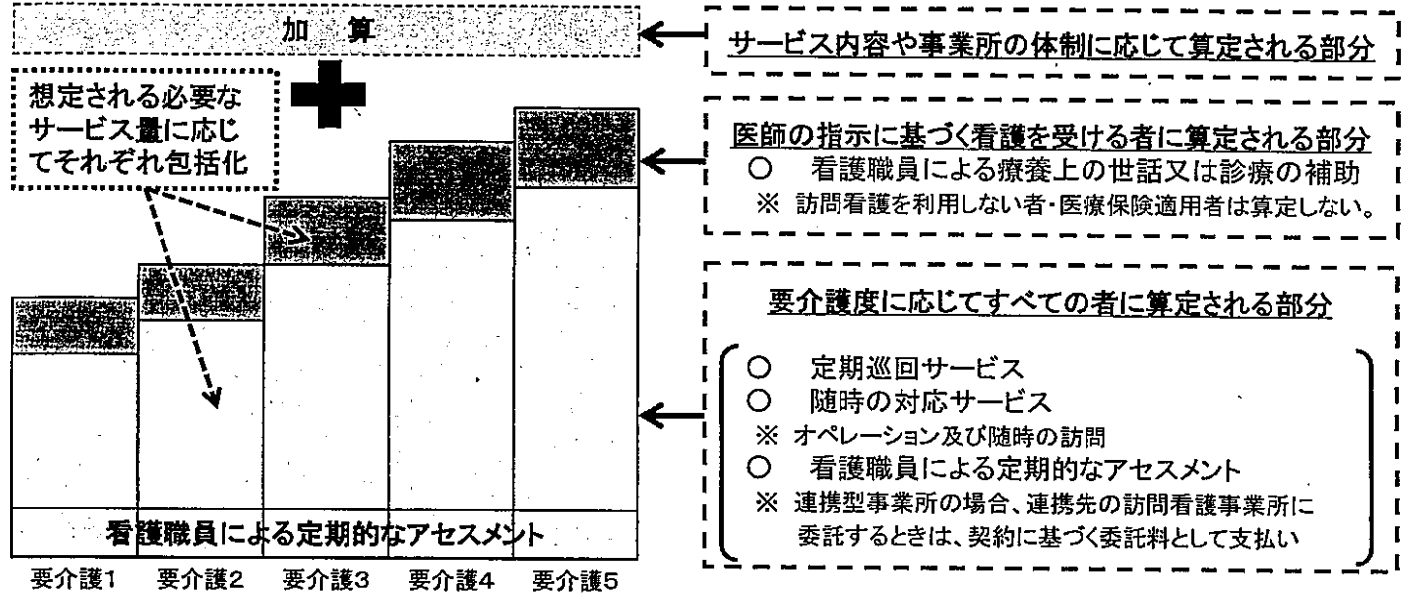 加 算
想定される必要な
サービス量に応じ
てそれぞれ包括化
看護職員による定期的なアセスメント
要介護1 要介護2 要介護3 要介護4 要介護5
サービス内容や事業所の体制に応じて算定される部分
医師の指示に基づく看護を受ける者に算定される部分
○ 看護職員による療養上の世話又は診療の補助
※ 訪問看護を利用しない者・医療保険適用者は算定しない。
要介護度に応じてすべての者に算定される部分
○ 定期巡回サービス
○ 随時の対応サービス
※ オペレーション及び随時の訪問
○ 看護職員による定期的なアセスメント
※ 連携型事業所の場合、連携先の訪問看護事業所に
委託するときは、契約に基づく委託料として支払い